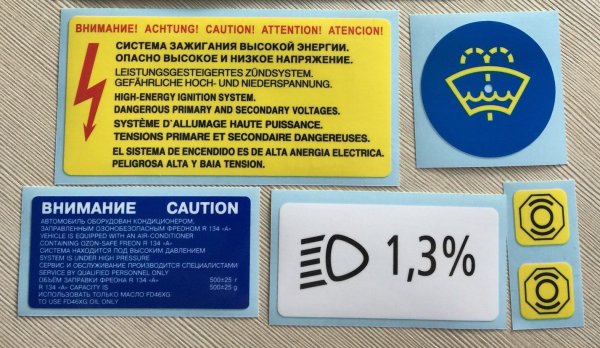 ВНИМАНИЕ! ACHTUNG! CAUTION! ATTENTION! ATENCION!
СИСТЕМА ЗАЖИГАНИЯ ВЫСОКОЙ ЭНЕРГИИ.
ОПАСНО ВЫСОКОЕ И НИЗКОЕ НАПРЯЖЕНИЕ.
LEISTUNGSGESTEIGERTES ZÜNDSYSTEM.
GEFÄHRLICHE HOCH- UND NIEDERSPANNUNG.
HIGH-ENERGY IGNITION SYSTEM.
DANGEROUS PRIMARY AND SECONDARY VOLTAGES.
SYSTÈME D'ALLUMAGE HAUTE PUISSANCE.
TENSIONS PRIMARE ET SECONDAIRE DANGEREUSES.
EL SISTEMA DE ENCENDIDO ES DE ALTA ANERGIA ELECTRICA.
PELIGROSA ALTA Y BAIA TENSION.
ВНИМАНИЕ CAUTION
АВТОМОБИЛЬ ОБОРУДОВАН КОНДИЦИОНЕРОМ,
ЗАПРАВЛЕННЫМ ОЗОНОБЕЗОПАСНЫМ ФРЕОНОМ R 134 «А»
VEHICLE IS EQUIPPED WITH AN AIR-CONDITIONER
CONTAINING OZON-SAFE FREON R 134 «A»
СИСТЕМА НАХОДИТСЯ ПОД ВЫСОКИМ ДАВЛЕНИЕМ
SYSTEM IS UNDER HIGH PRESSURE
СЕРВИС И ОБСЛУЖИВАНИЕ ПРОИЗВОДИТСЯ СПЕЦИАЛИСТАМИ
SERVICE BY QUALIFIED PERSONNEL ONLY
ОБЪЁМ ЗАПРАВКИ ФРЕОНА R 134 «А» 500±25 г
R 134 «A» CAPACITY IS 500±25 g
ИСПОЛЬЗОВАТЬ ТОЛЬКО МАСЛО FD46XG
TO USE FD46XG OIL ONLY
1,3%